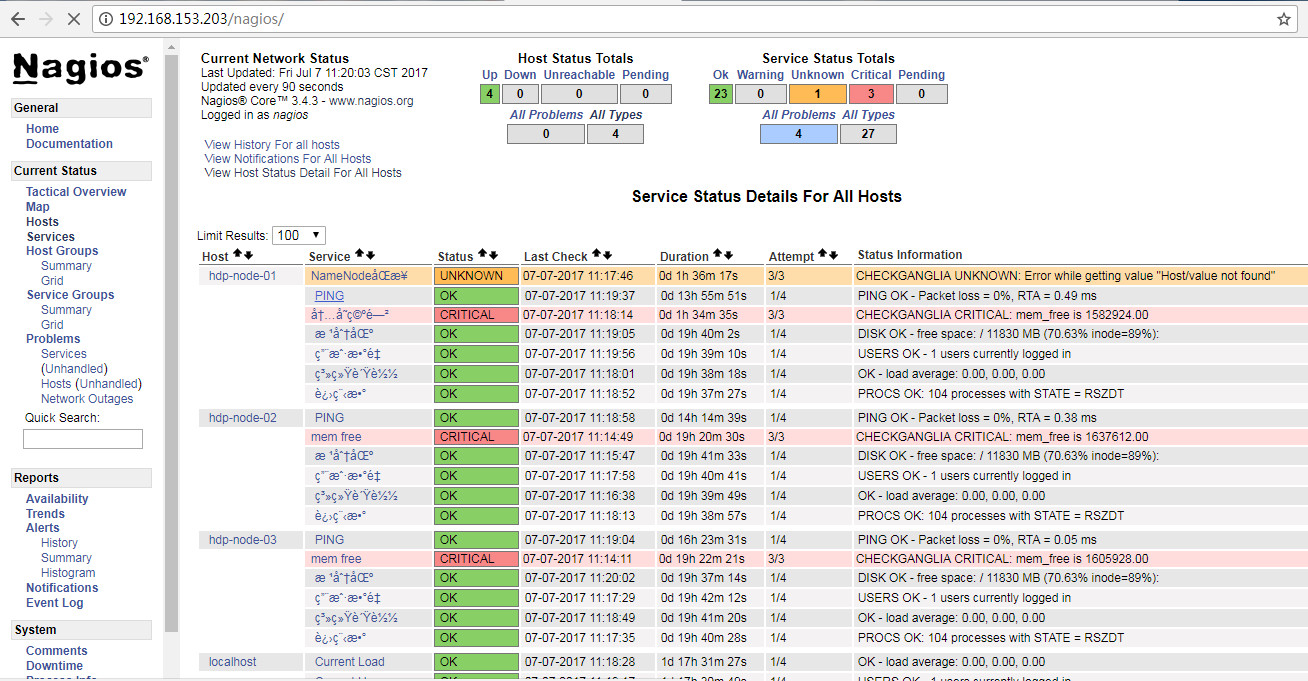 192.168.153.203/nagios/
Nagios®
General
Home
Documentation
Current Status
Tactical Overview
Map
Hosts
Services
Host Groups
Summary
Grid
Service Groups
Summary
Grid
Problems
Services
(Unhandled)
Hosts (Unhandled)
Network Outages
Quick Search:
Reports
Availability
Trends
Alerts
History
Summary
Histogram
Notifications
Event Log
System
Comments
Downtime
Process Info
Current Network Status
Last Updated: Fri Jul 7 11:20:03 CST 2017
Updated every 90 seconds
Nagios® Core™ 3.4.3 - www.nagios.org
Logged in as nagios
View History For all hosts
View Notifications For All Hosts
View Host Status Detail For All Hosts
Host Status Totals
Up Down Unreachable Pending
4 0 0 0
All Problems All Types
0 4
Service Status Totals
Ok Warning Unknown Critical Pending
23 0 1 3 0
All Problems All Types
4 27
Service Status Details For All Hosts
Limit Results: 100
Host Service Status Last Check Duration Attempt Status Information
hdp-node-01 NameNodeåŒæ¥ UNKNOWN 07-07-2017 11:17:46 0d 1h 36m 17s 3/3 CHECKGANGLIA UNKNOWN: Error while getting value "Host/value not found"
PING OK 07-07-2017 11:19:37 0d 13h 55m 51s 1/4 PING OK - Packet loss = 0%, RTA = 0.49 ms
å†…å­˜ç©ºé—² CRITICAL 07-07-2017 11:18:14 0d 1h 34m 35s 3/3 CHECKGANGLIA CRITICAL: mem_free is 1582924.00
æ ¹åˆ†åŒº OK 07-07-2017 11:19:05 0d 19h 40m 2s 1/4 DISK OK - free space: / 11830 MB (70.63% inode=89%):
ç”¨æˆ·æ•°é‡ OK 07-07-2017 11:19:56 0d 19h 39m 10s 1/4 USERS OK - 1 users currently logged in
ç³»ç»Ÿè´Ÿè½½ OK 07-07-2017 11:18:01 0d 19h 38m 18s 1/4 OK - load average: 0.00, 0.00, 0.00
è¿›ç¨‹æ•° OK 07-07-2017 11:18:52 0d 19h 37m 27s 1/4 PROCS OK: 104 processes with STATE = RSZDT
hdp-node-02 PING OK 07-07-2017 11:18:58 0d 14h 14m 39s 1/4 PING OK - Packet loss = 0%, RTA = 0.38 ms
mem free CRITICAL 07-07-2017 11:14:49 0d 19h 20m 30s 3/3 CHECKGANGLIA CRITICAL: mem_free is 1637612.00
æ ¹åˆ†åŒº OK 07-07-2017 11:15:47 0d 19h 41m 33s 1/4 DISK OK - free space: / 11830 MB (70.63% inode=89%):
ç”¨æˆ·æ•°é‡ OK 07-07-2017 11:17:58 0d 19h 40m 41s 1/4 USERS OK - 1 users currently logged in
ç³»ç»Ÿè´Ÿè½½ OK 07-07-2017 11:16:38 0d 19h 39m 49s 1/4 OK - load average: 0.00, 0.00, 0.00
è¿›ç¨‹æ•° OK 07-07-2017 11:18:13 0d 19h 38m 57s 1/4 PROCS OK: 104 processes with STATE = RSZDT
hdp-node-03 PING OK 07-07-2017 11:19:04 0d 16h 23m 31s 1/4 PING OK - Packet loss = 0%, RTA = 0.05 ms
mem free CRITICAL 07-07-2017 11:14:11 0d 19h 22m 21s 3/3 CHECKGANGLIA CRITICAL: mem_free is 1605928.00
æ ¹åˆ†åŒº OK 07-07-2017 11:20:02 0d 19h 37m 14s 1/4 DISK OK - free space: / 11830 MB (70.63% inode=89%):
ç”¨æˆ·æ•°é‡ OK 07-07-2017 11:17:29 0d 19h 42m 12s 1/4 USERS OK - 1 users currently logged in
ç³»ç»Ÿè´Ÿè½½ OK 07-07-2017 11:18:49 0d 19h 41m 20s 1/4 OK - load average: 0.00, 0.00, 0.00
è¿›ç¨‹æ•° OK 07-07-2017 11:17:35 0d 19h 40m 28s 1/4 PROCS OK: 104 processes with STATE = RSZDT
localhost Current Load OK 07-07-2017 11:18:28 1d 17h 31m 27s 1/4 OK - load average: 0.00, 0.00, 0.00